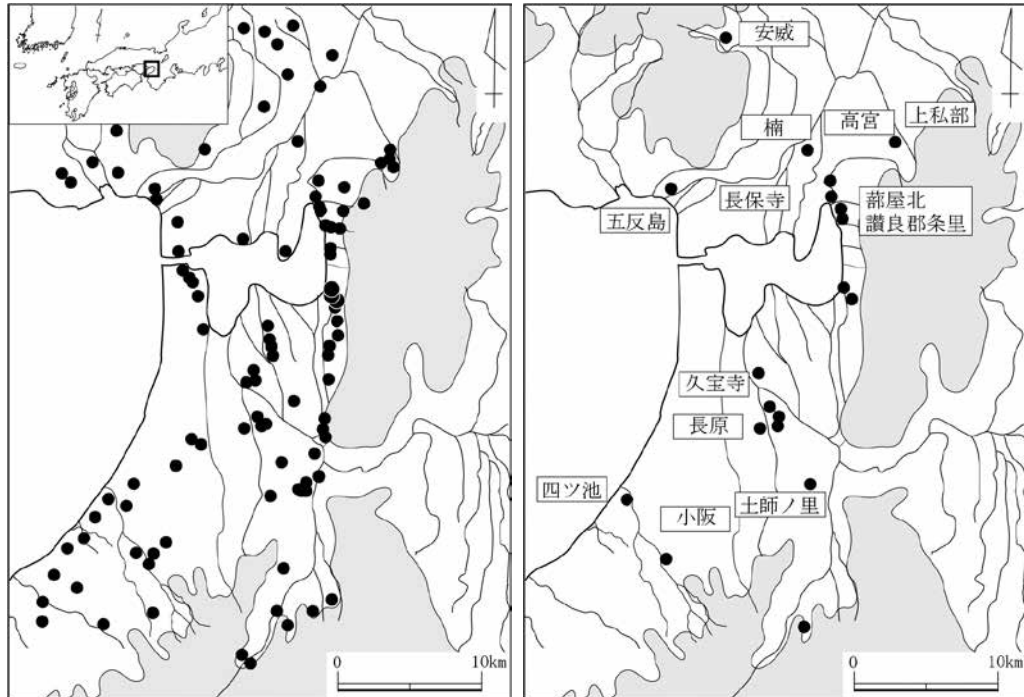 0
10km
安威
楠
高宮
上私部
長保寺
五反島
蔀屋北
讃良郡条里
久宝寺
長原
四ツ池
小阪
土師ノ里
0
10km